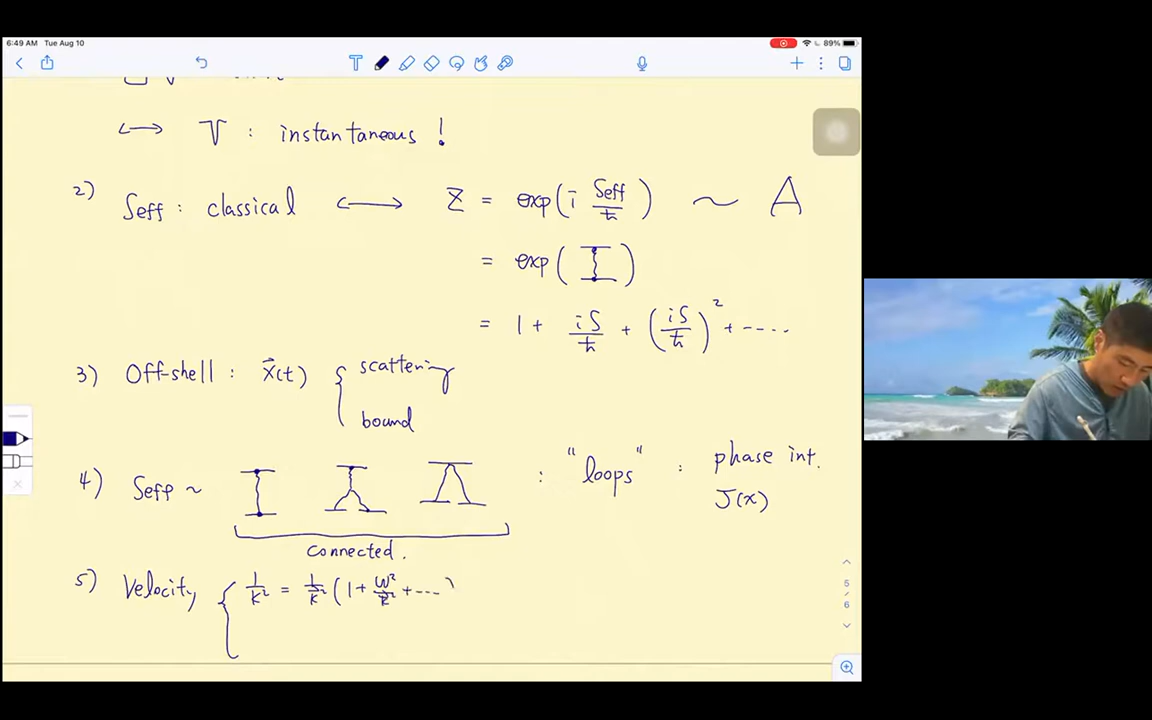 6:49 AM Tue Aug 10
89%
↔ V : instantaneous !
2) Seff : classical ↔ Z = exp(i Seff/ħ) ~ A
= exp( )
= 1 + iS/ħ + (iS/ħ)² + ----
3) Off-shell : x⃗(t) { scattering
bound
4) Seff ~ : "loops" : phase int.
J(x)
Connected.
5) Velocity { 1/k² = 1/k⃗² (1 + ω²/k⃗² + ---)
5
/
6